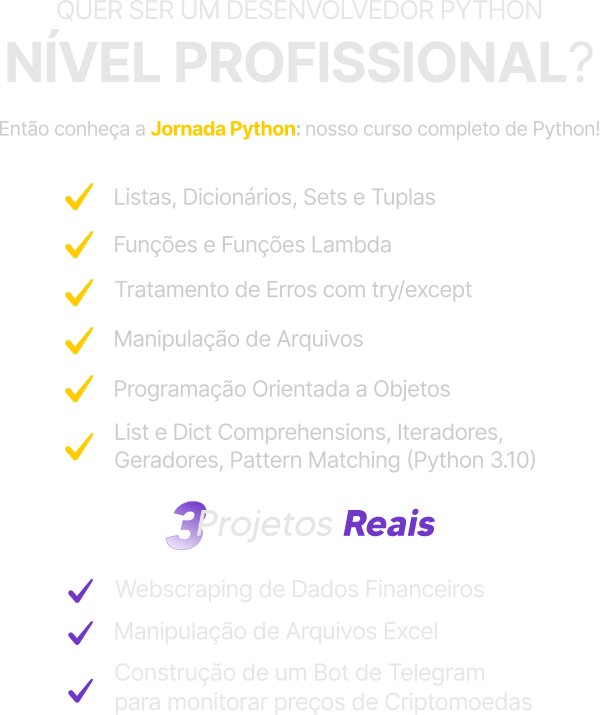 QUER SER UM DESENVOLVEDOR PYTHON
NÍVEL PROFISSIONAL?
Então conheça a Jornada Python: nosso curso completo de Python!
Listas, Dicionários, Sets e Tuplas
Funções e Funções Lambda
Tratamento de Erros com try/except
Manipulação de Arquivos
Programação Orientada a Objetos
List e Dict Comprehensions, Iteradores,
Geradores, Pattern Matching (Python 3.10)
3 Projetos Reais
Webscraping de Dados Financeiros
Manipulação de Arquivos Excel
Construção de um Bot de Telegram
para monitorar preços de Criptomoedas